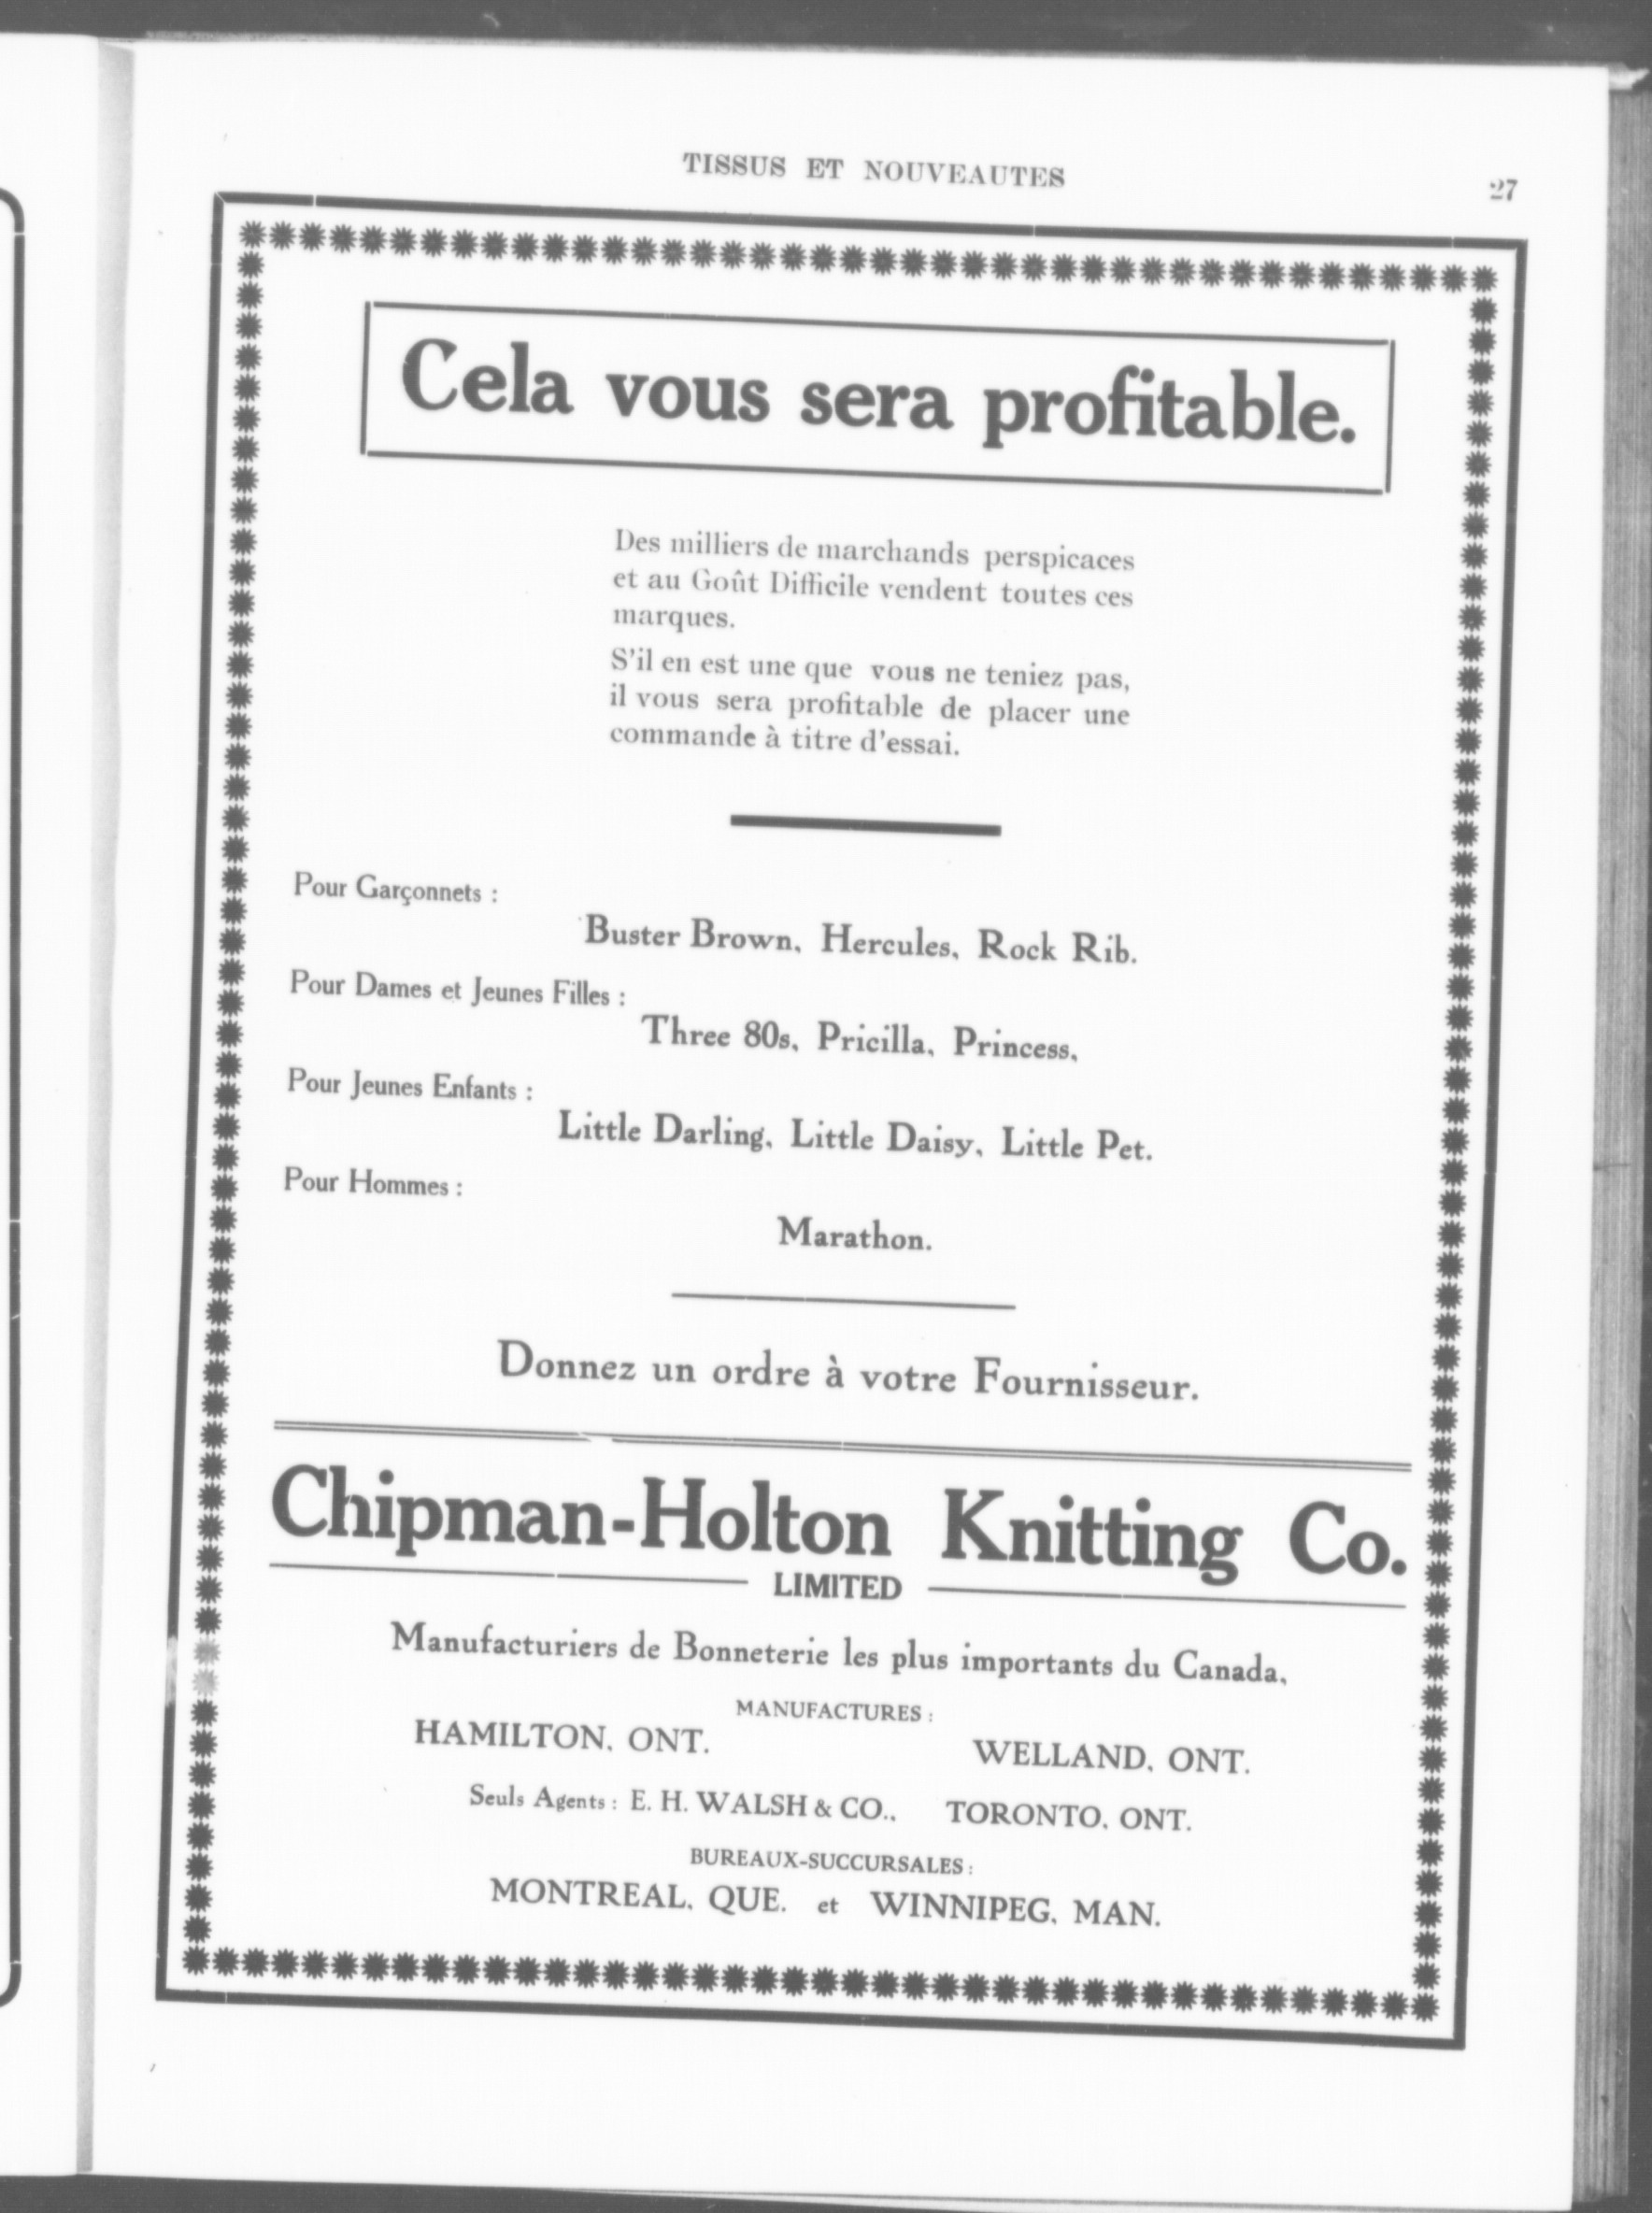 TISSUS ET NOUVEAUTES
27
Cela vous sera profitable.
Des milliers de marchands perspicaces
et au Goût Difficile vendent toutes ces
marques.
S'il en est une que vous ne teniez pas,
il vous sera profitable de placer une
commande à titre d'essai.
Pour Garçonnets :
Buster Brown, Hercules, Rock Rib.
Pour Dames et Jeunes Filles :
Three 80s, Pricilla, Princess,
Pour Jeunes Enfants :
Little Darling, Little Daisy, Little Pet.
Pour Hommes :
Marathon.
Donnez un ordre à votre Fournisseur.
Chipman-Holton Knitting Co.
LIMITED
Manufacturiers de Bonneterie les plus importants du Canada,
MANUFACTURES :
HAMILTON, ONT. WELLAND, ONT.
Seuls Agents : E. H. WALSH & CO., TORONTO, ONT.
BUREAUX-SUCCURSALES :
MONTREAL, QUE. et WINNIPEG, MAN.